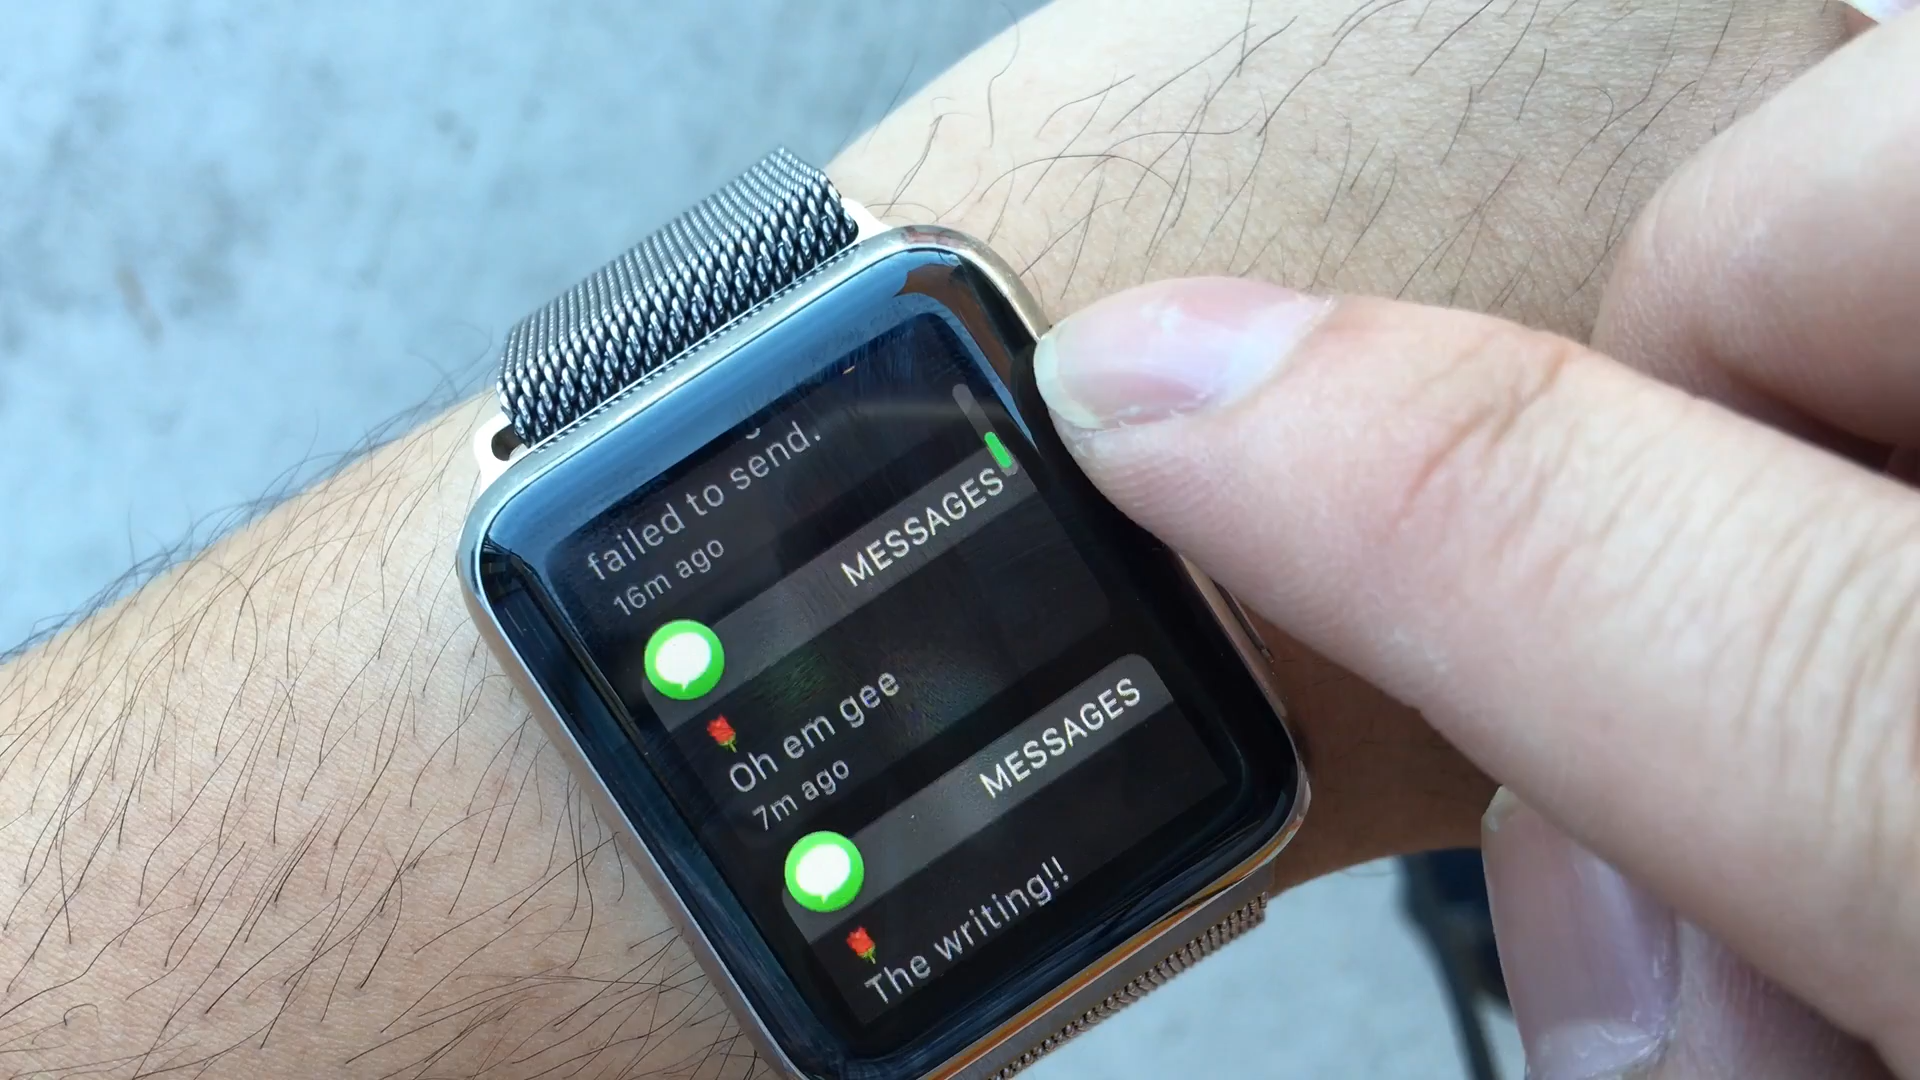 failed to send.
16m ago
MESSAGES
Oh em gee
7m ago
MESSAGES
The writing!!